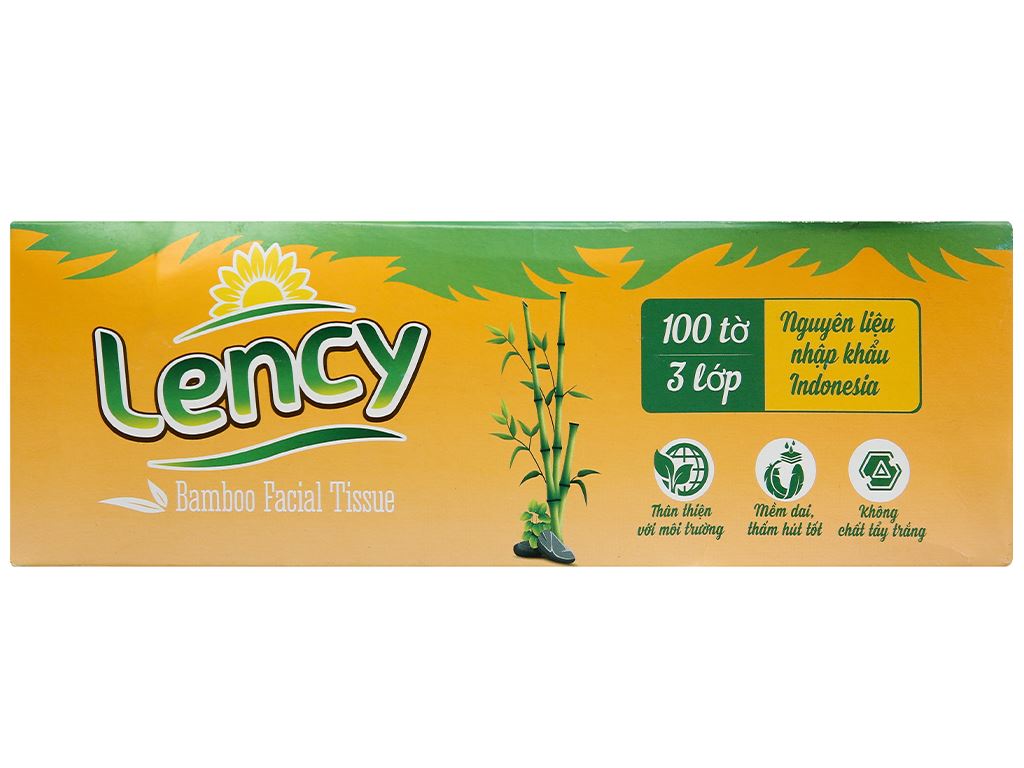 Lency
Bamboo Facial Tissue
100 tờ
3 lớp
Nguyên liệu
nhập khẩu
Indonesia
Thân thiện
với môi trường
Mềm dai,
thấm hút tốt
Không
chất tẩy trắng